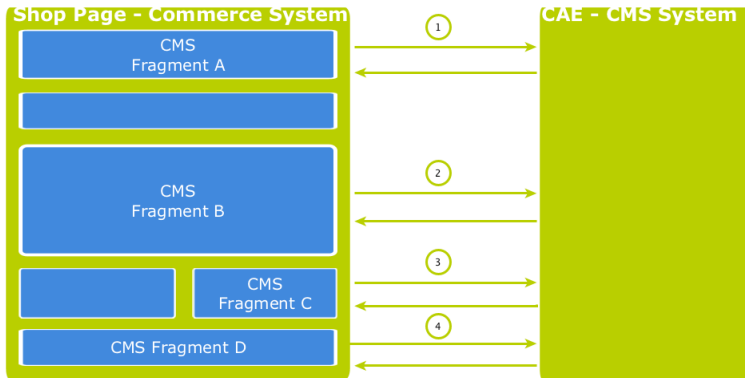 Shop Page - Commerce System
CAE - CMS System
1
CMS
Fragment A
2
CMS
Fragment B
3
CMS
Fragment C
4
CMS Fragment D